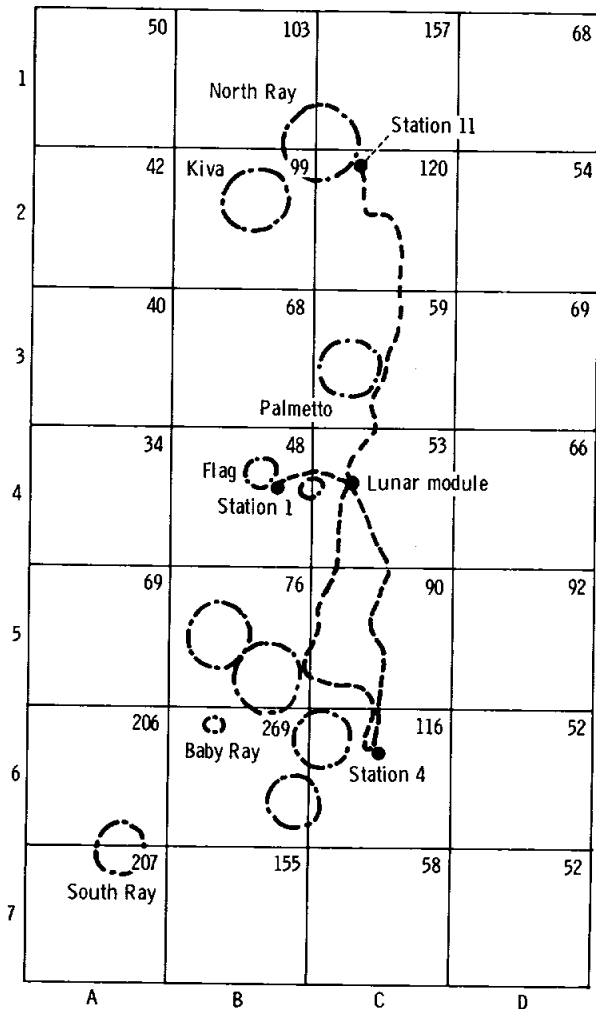 50 103 157 68
1
North Ray
Station 11
42 99 120 54
Kiva
2
40 68 59 69
3
Palmetto
34 48 53 66
Flag
Lunar module
4
Station 1
69 76 90 92
5
206 269 116 52
Baby Ray
Station 4
6
207 155 58 52
South Ray
7
A B C D